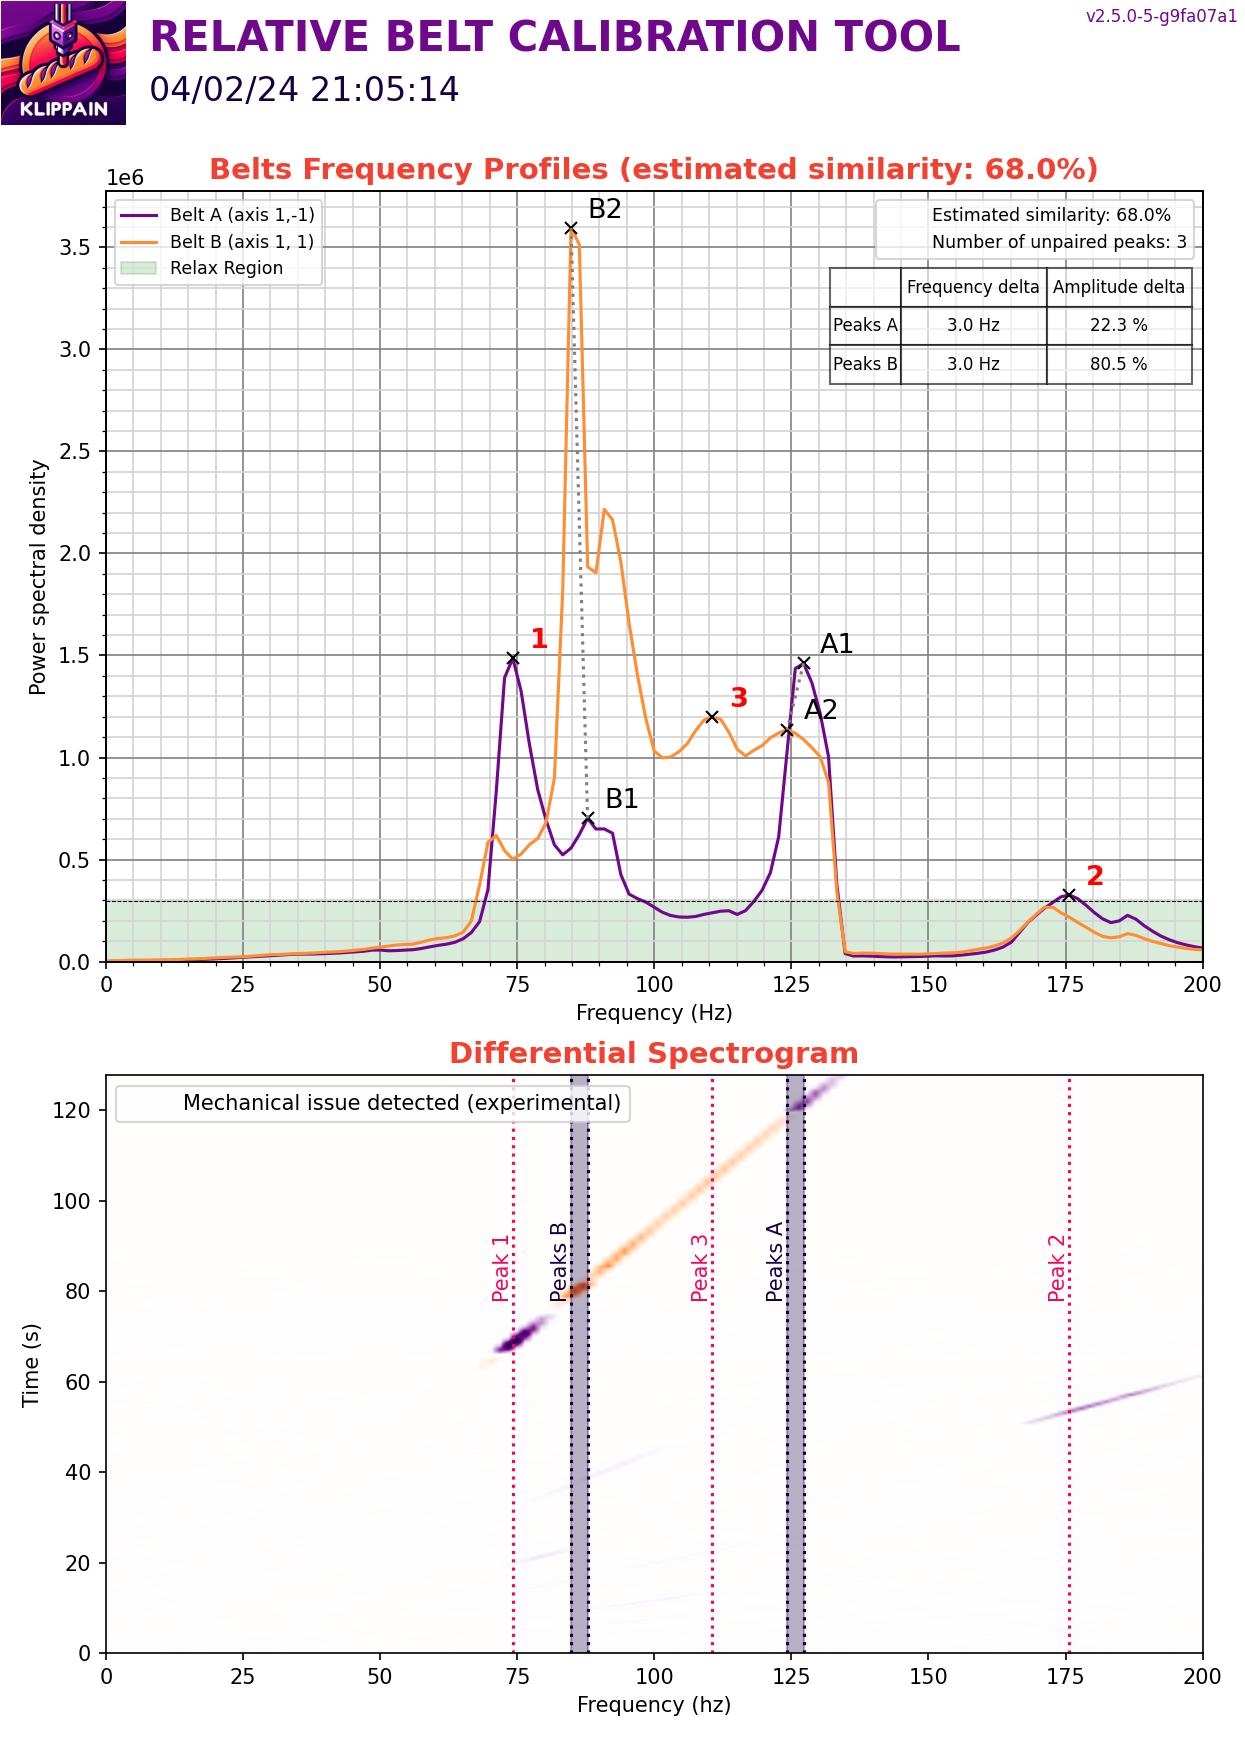 v2.5.0-5-g9fa07a1
RELATIVE BELT CALIBRATION TOOL
04/02/24 21:05:14
KLIPPAIN
Belts Frequency Profiles (estimated similarity: 68.0%)
1e6
Belt A (axis 1,-1)
Belt B (axis 1, 1)
Relax Region
Estimated similarity: 68.0%
Number of unpaired peaks: 3
Frequency delta Amplitude delta
Peaks A 3.0 Hz 22.3 %
Peaks B 3.0 Hz 80.5 %
B2
1
A1
3
A2
B1
2
Power spectral density
3.5
3.0
2.5
2.0
1.5
1.0
0.5
0.0
0 25 50 75 100 125 150 175 200
Frequency (Hz)
Differential Spectrogram
Mechanical issue detected (experimental)
Peak 1
Peaks B
Peak 3
Peaks A
Peak 2
Time (s)
120
100
80
60
40
20
0
0 25 50 75 100 125 150 175 200
Frequency (hz)